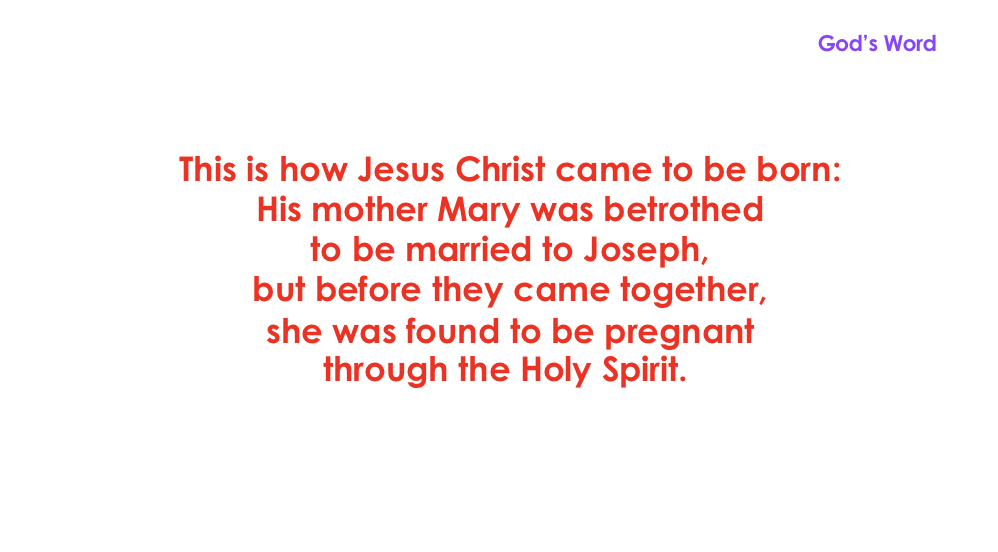 God’s Word
This is how Jesus Christ came to be born:
His mother Mary was betrothed
to be married to Joseph,
but before they came together,
she was found to be pregnant
through the Holy Spirit.